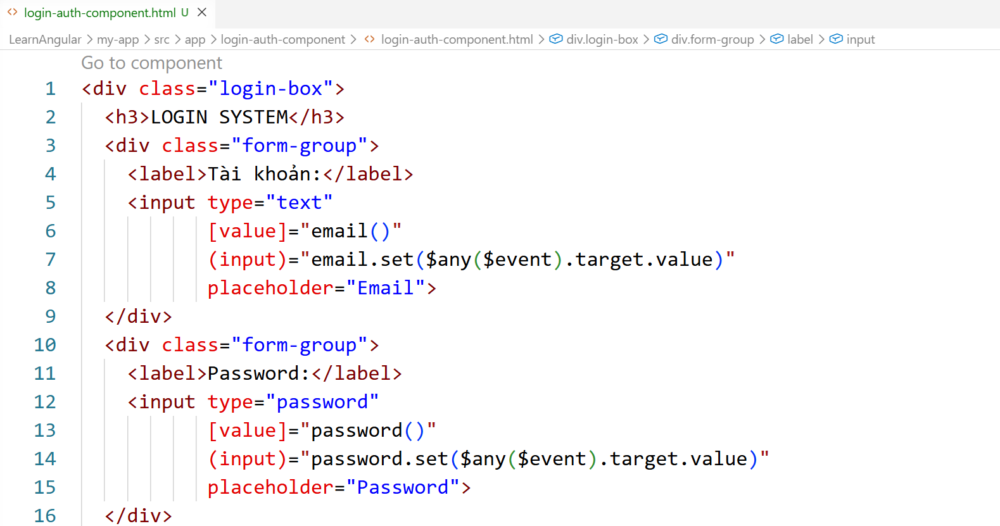 login-auth-component.html U
LearnAngular > my-app > src > app > login-auth-component > <> login-auth-component.html > div.login-box > div.form-group > label > input
Go to component
1 <div class="login-box">
2 <h3>LOGIN SYSTEM</h3>
3 <div class="form-group">
4 <label>Tài khoản:</label>
5 <input type="text"
6 [value]="email()"
7 (input)="email.set($any($event).target.value)"
8 placeholder="Email">
9 </div>
10 <div class="form-group">
11 <label>Password:</label>
12 <input type="password"
13 [value]="password()"
14 (input)="password.set($any($event).target.value)"
15 placeholder="Password">
16 </div>